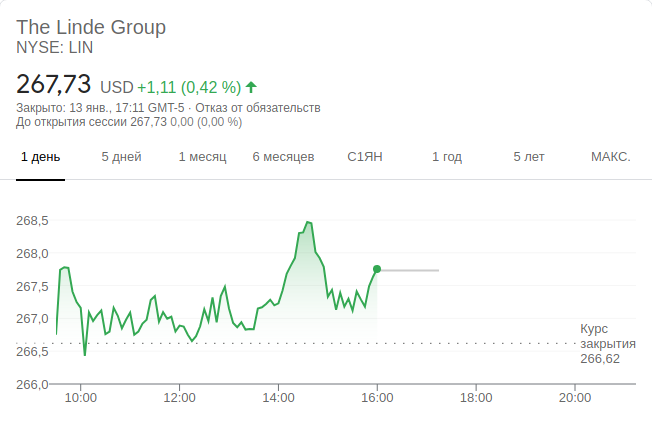 The Linde Group
NYSE: LIN
267,73 USD +1,11 (0,42 %)
Закрыто: 13 янв., 17:11 GMT-5 · Отказ от обязательств
До открытия сессии 267,73 0,00 (0,00 %)
1 день 5 дней 1 месяц 6 месяцев С1ЯН 1 год 5 лет МАКС.
268,5
268,0
267,5
267,0
266,5
266,0
Курс
закрытия
266,62
10:00 12:00 14:00 16:00 18:00 20:00